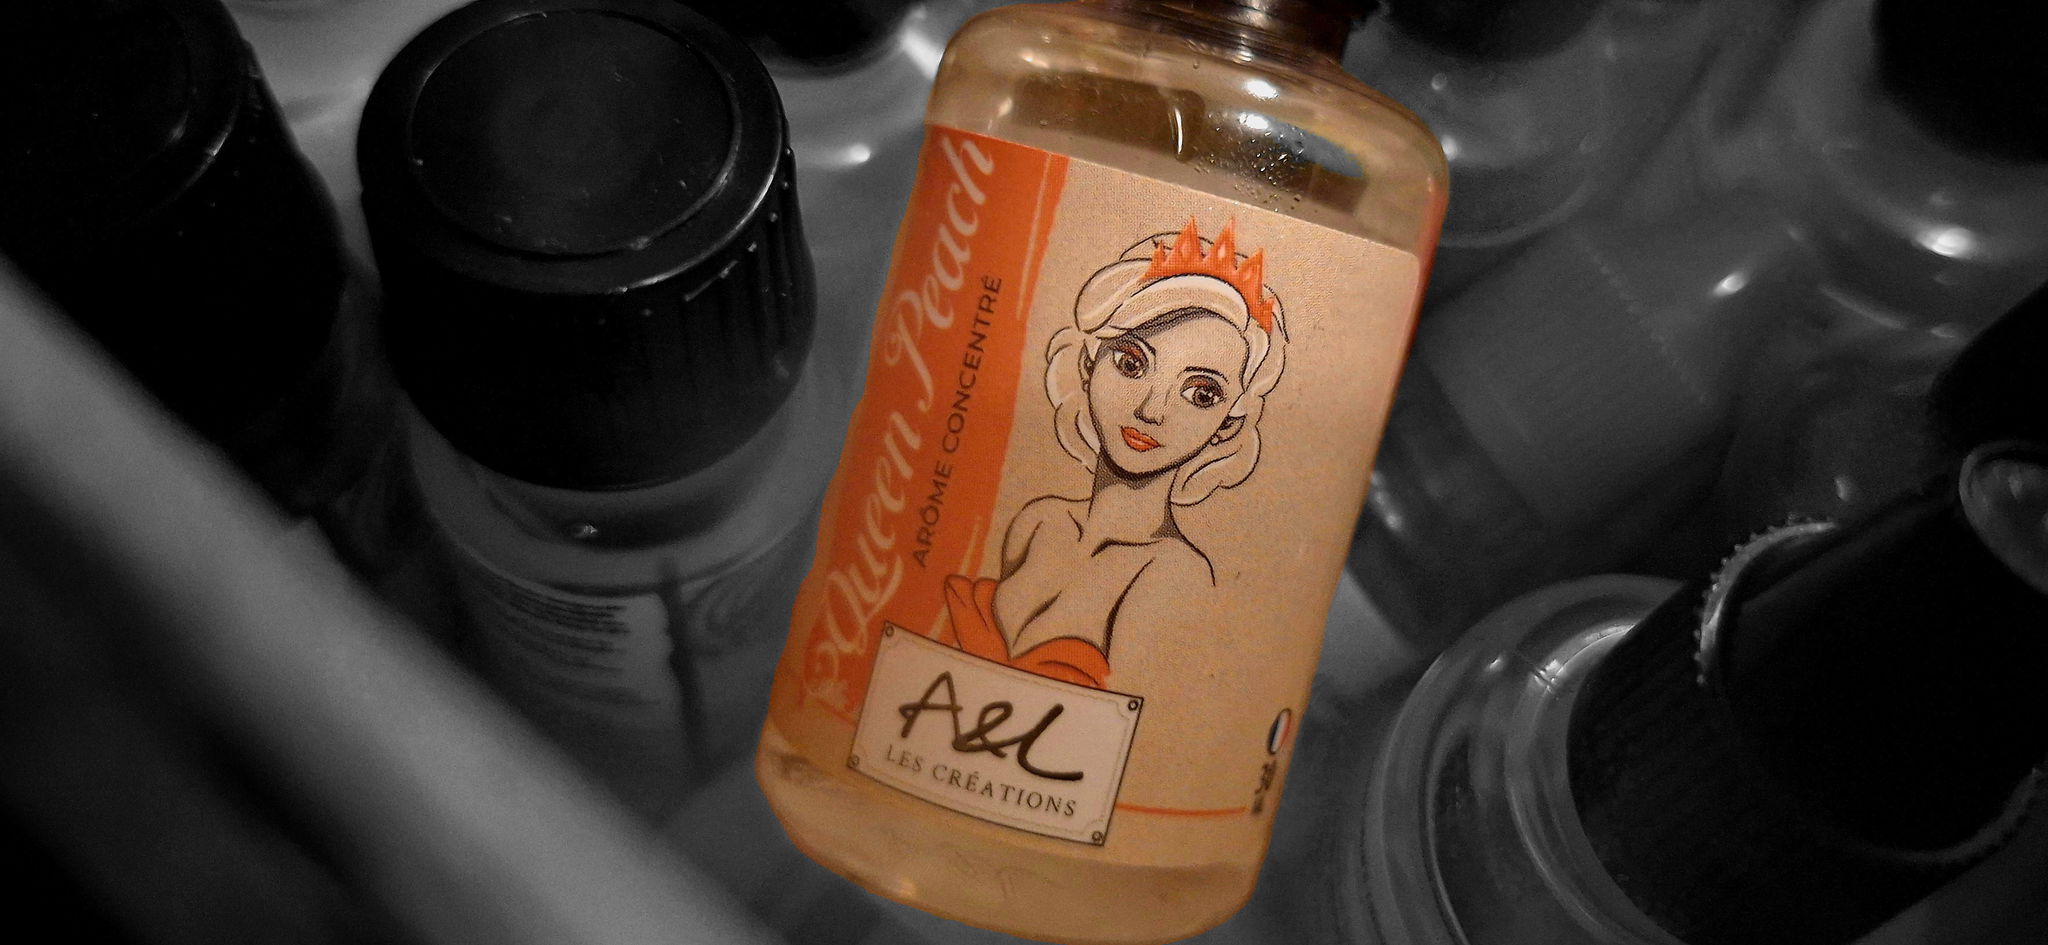 Queen Peach
ARÔME CONCENTRÉ
A&L
LES CRÉATIONS